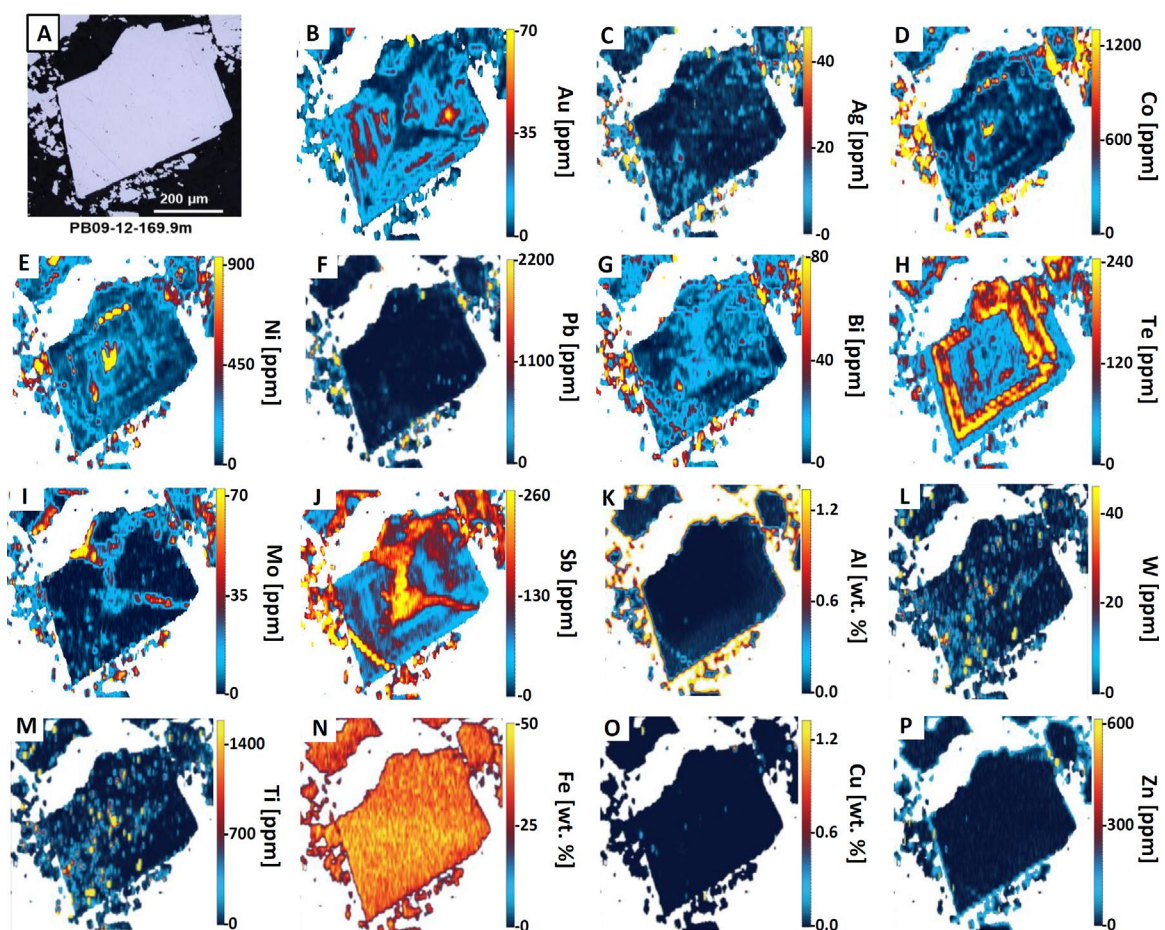 A
200 µm
PB09-12-169.9m
B
70
35
0
Au [ppm]
C
40
20
0
Ag [ppm]
D
1200
600
0
Co [ppm]
E
900
450
0
Ni [ppm]
F
2200
1100
0
Pb [ppm]
G
80
40
0
Bi [ppm]
H
240
120
0
Te [ppm]
I
70
35
0
Mo [ppm]
J
260
130
0
Sb [ppm]
K
1.2
0.6
0.0
Al [wt. %]
L
40
20
0
W [ppm]
M
1400
700
0
Ti [ppm]
N
50
25
0
Fe [wt. %]
O
1.2
0.6
0.0
Cu [wt. %]
P
600
300
0
Zn [ppm]